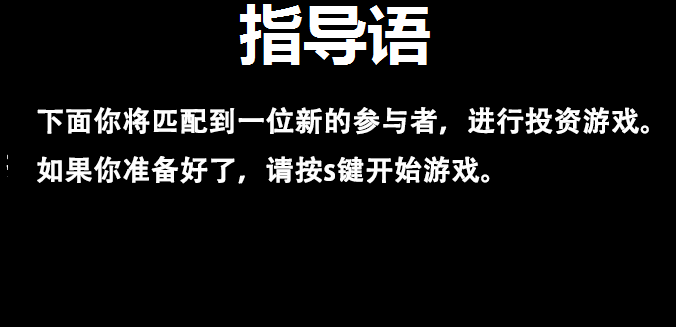 指导语
下面你将匹配到一位新的参与者，进行投资游戏。
如果你准备好了，请按s键开始游戏。